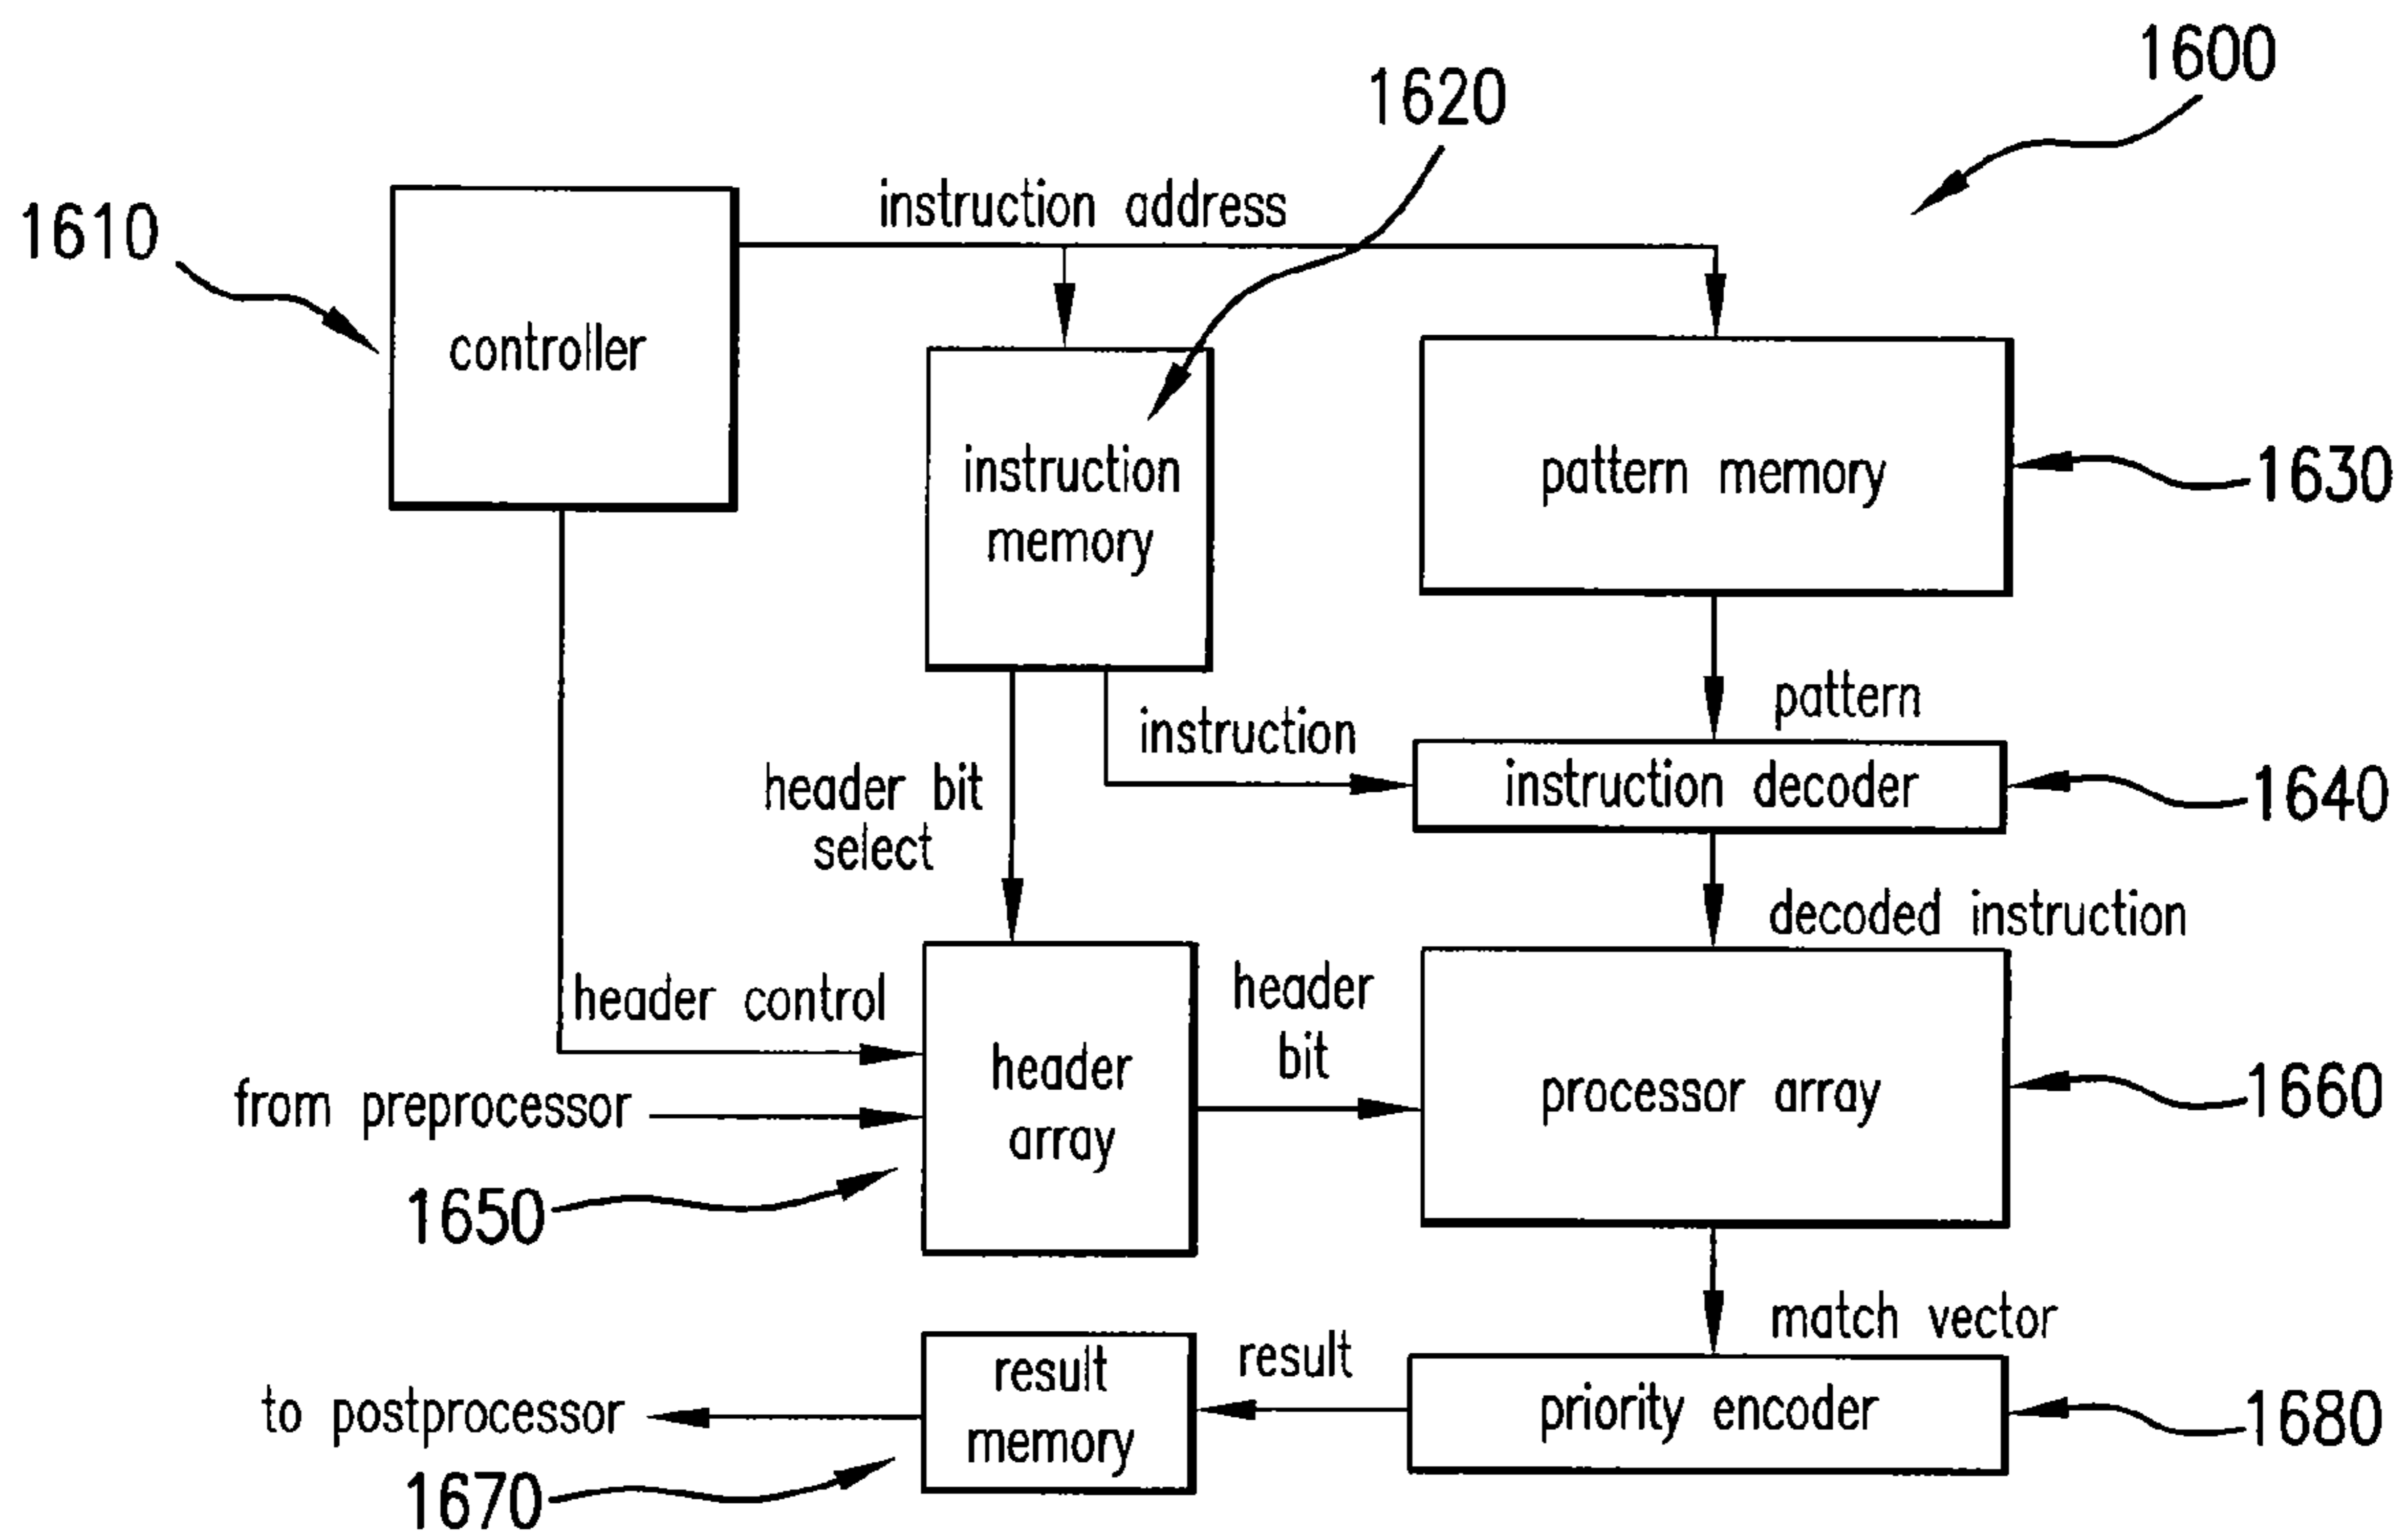 1600
1620
instruction address
1610
controller
instruction
memory
pattern memory
1630
pattern
instruction
header bit
select
instruction decoder
1640
decoded instruction
header control
header
bit
header
array
from preprocessor
processor array
1660
1650
match vector
result
result
memory
to postprocessor
priority encoder
1680
1670